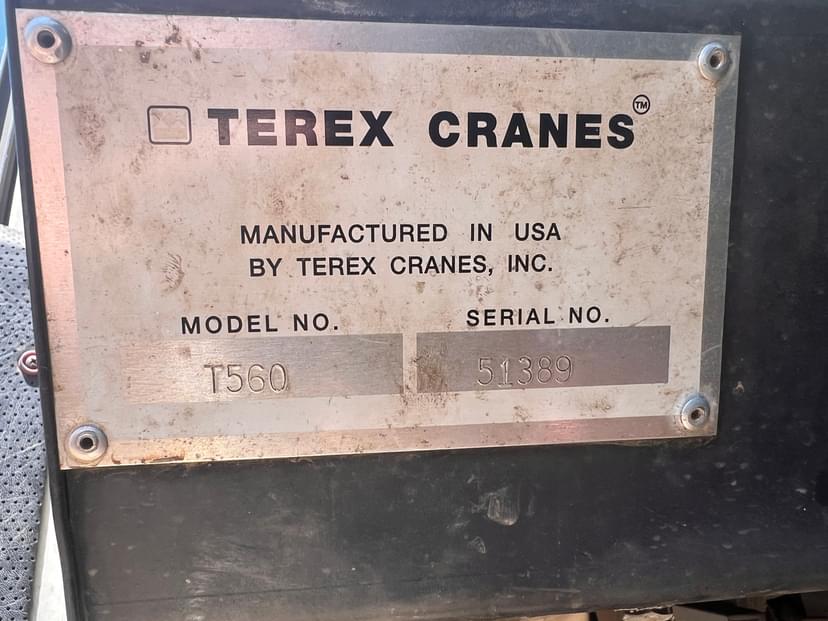 TEREX CRANES™
MANUFACTURED IN USA
BY TEREX CRANES, INC.
MODEL NO. SERIAL NO.
T560 51389